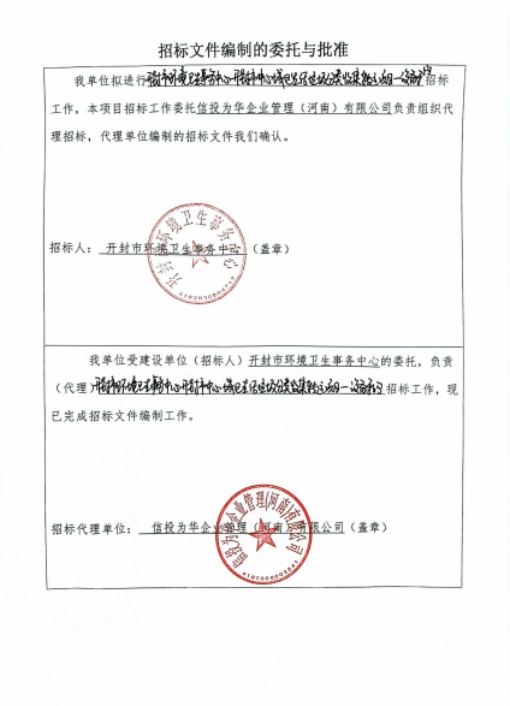 招标文件编制的委托与批准
我单位拟进行 招标
工作，本项目招标工作委托信投为华企业管理（河南）有限公司负责组织代
理招标，代理单位编制的招标文件我们确认。
招标人： 开封市环境卫生事务中心 （盖章）
我单位受建设单位（招标人）开封市环境卫生事务中心的委托，负责
（代理） 招标工作，现
已完成招标文件编制工作。
招标代理单位： 信投为华企业管理（河南）有限公司（盖章）